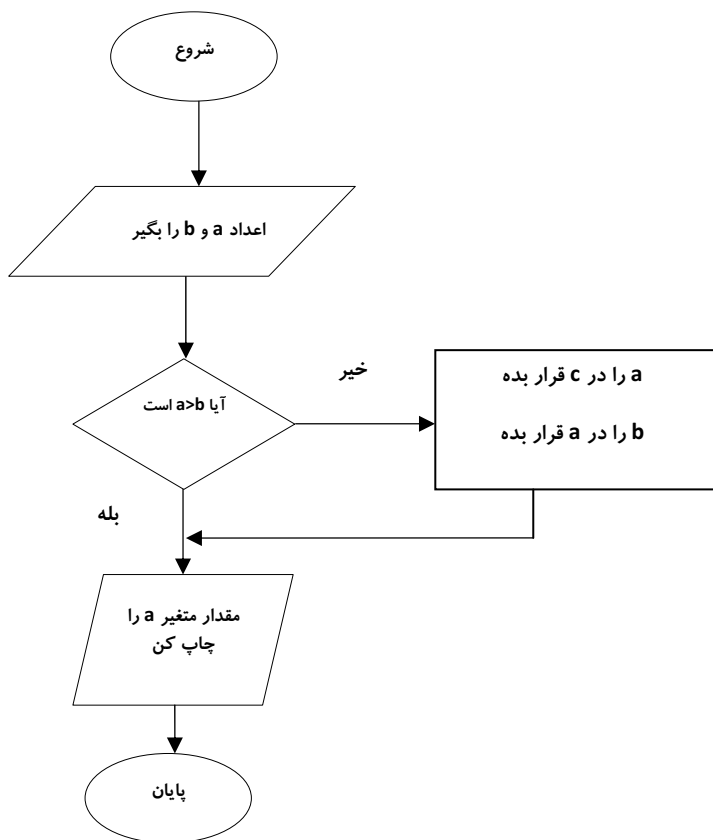 شروع
اعداد a و b را بگیر
آیا a>b است
خیر
a را در c قرار بده
b را در a قرار بده
بله
مقدار متغیر a را
چاپ کن
پایان